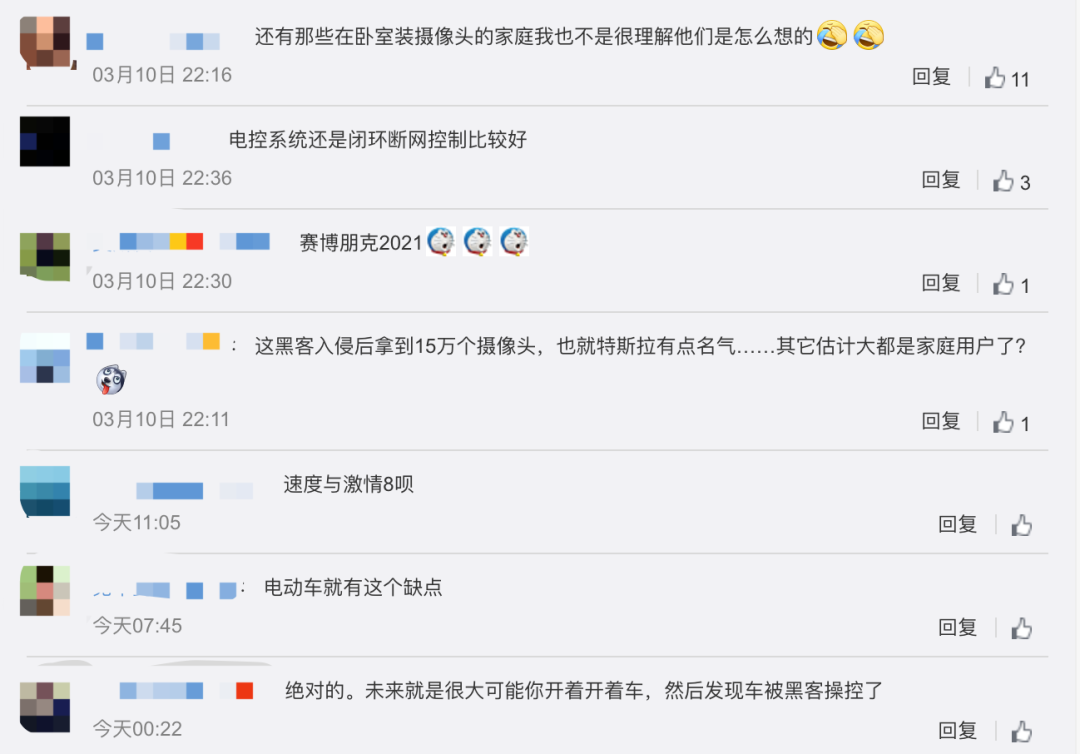 还有那些在卧室装摄像头的家庭我也不是很理解他们是怎么想的
03月10日 22:16
回复 11
电控系统还是闭环断网控制比较好
03月10日 22:36
回复 3
赛博朋克2021
03月10日 22:30
回复 1
： 这黑客入侵后拿到15万个摄像头，也就特斯拉有点名气……其它估计大都是家庭用户了？
03月10日 22:11
回复 1
速度与激情8呗
今天11:05
回复
： 电动车就有这个缺点
今天07:45
回复
绝对的。未来就是很大可能你开着开着车，然后发现车被黑客操控了
今天00:22
回复